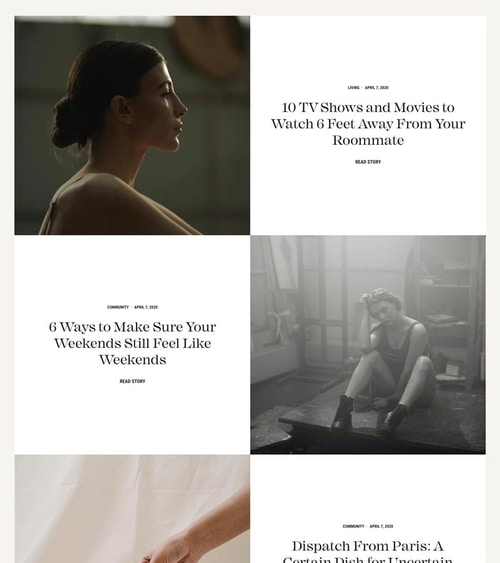 LIVING · APRIL 7, 2020
10 TV Shows and Movies to
Watch 6 Feet Away From Your
Roommate
READ STORY
COMMUNITY · APRIL 7, 2020
6 Ways to Make Sure Your
Weekends Still Feel Like
Weekends
READ STORY
COMMUNITY · APRIL 7, 2020
Dispatch From Paris: A
Certain Dish for Uncertain